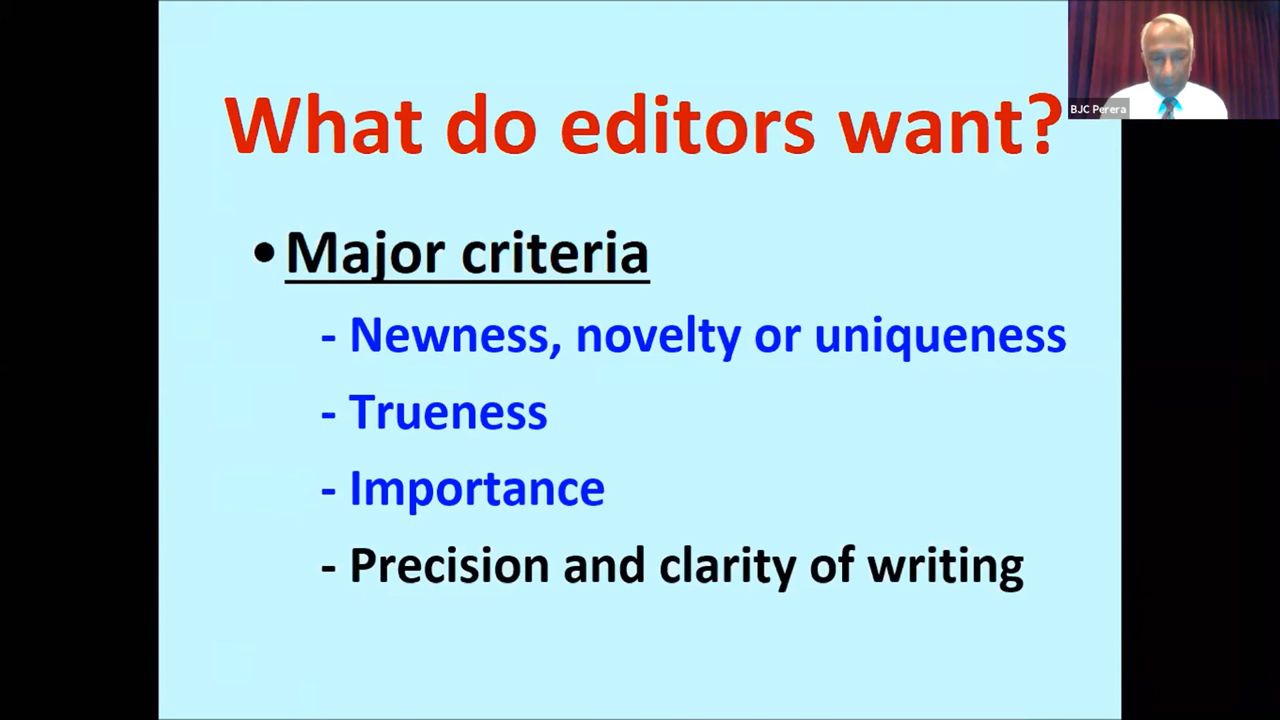 What do editors want?
BJC Perera
•Major criteria
- Newness, novelty or uniqueness
- Trueness
- Importance
- Precision and clarity of writing